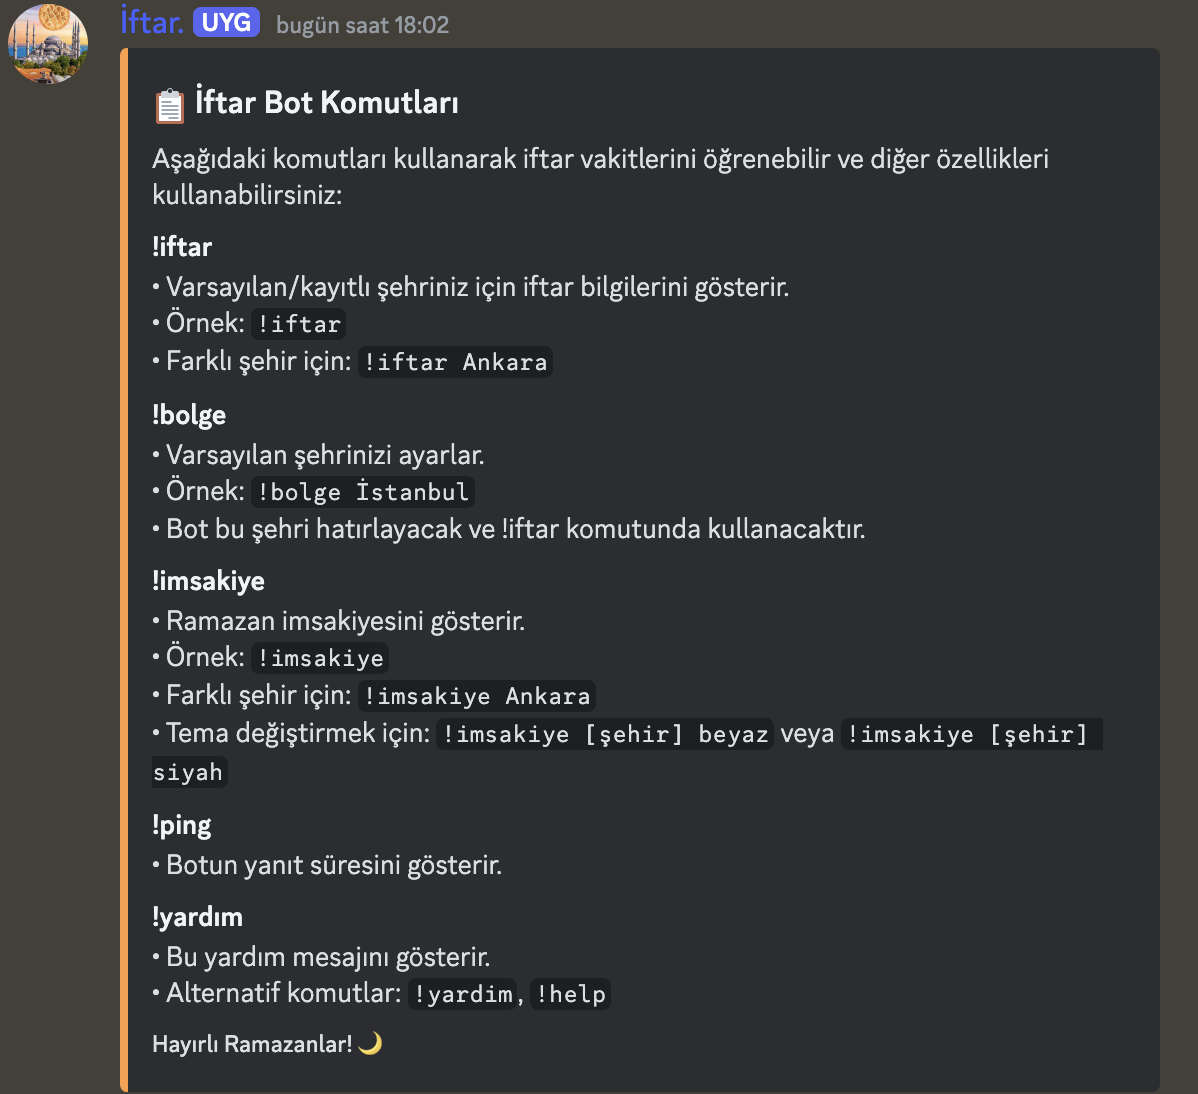 İftar. UYG bugün saat 18:02
📋 İftar Bot Komutları
Aşağıdaki komutları kullanarak iftar vakitlerini öğrenebilir ve diğer özellikleri
kullanabilirsiniz:
!iftar
• Varsayılan/kayıtlı şehriniz için iftar bilgilerini gösterir.
• Örnek: !iftar
• Farklı şehir için: !iftar Ankara
!bolge
• Varsayılan şehrinizi ayarlar.
• Örnek: !bolge İstanbul
• Bot bu şehri hatırlayacak ve !iftar komutunda kullanacaktır.
!imsakiye
• Ramazan imsakiyesini gösterir.
• Örnek: !imsakiye
• Farklı şehir için: !imsakiye Ankara
• Tema değiştirmek için: !imsakiye [şehir] beyaz veya !imsakiye [şehir]
siyah
!ping
• Botun yanıt süresini gösterir.
!yardım
• Bu yardım mesajını gösterir.
• Alternatif komutlar: !yardim, !help
Hayırlı Ramazanlar! 🌙